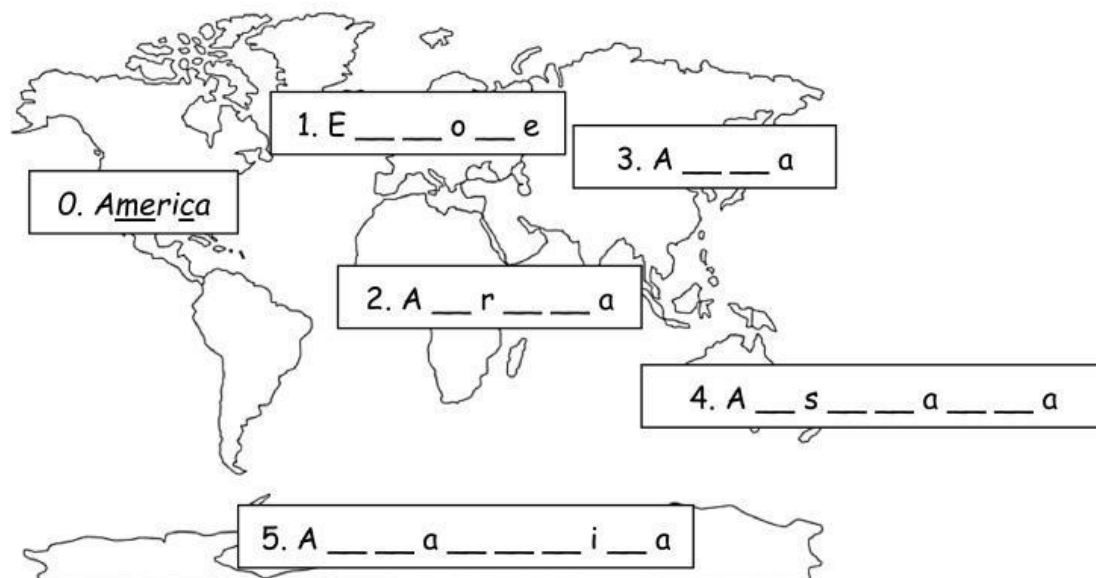 1. E __ __ o __ e
3. A __ __ a
0. America
2. A __ r __ __ a
4. A __ s __ __ a __ __ a
5. A __ __ a __ __ __ i __ a